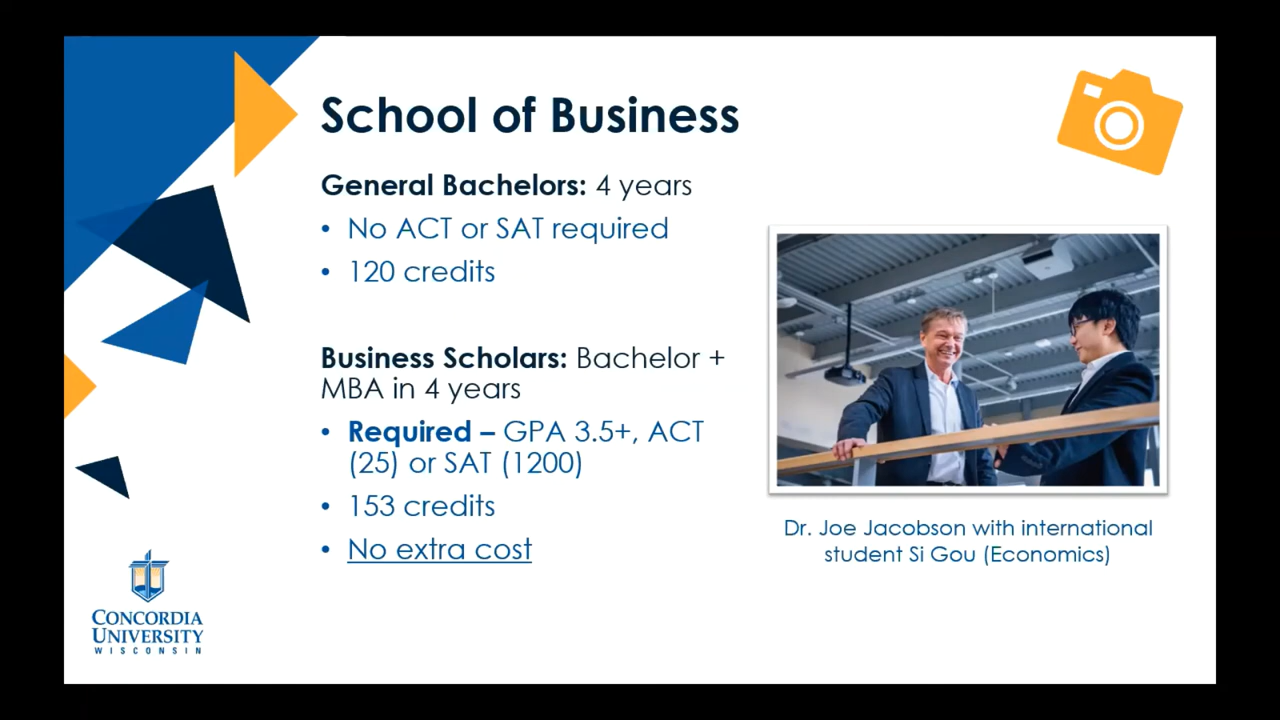 School of Business
General Bachelors: 4 years
• No ACT or SAT required
• 120 credits
Business Scholars: Bachelor +
MBA in 4 years
• Required – GPA 3.5+, ACT
(25) or SAT (1200)
• 153 credits
• No extra cost
Dr. Joe Jacobson with international
student Si Gou (Economics)
CONCORDIA
UNIVERSITY
WISCONSIN